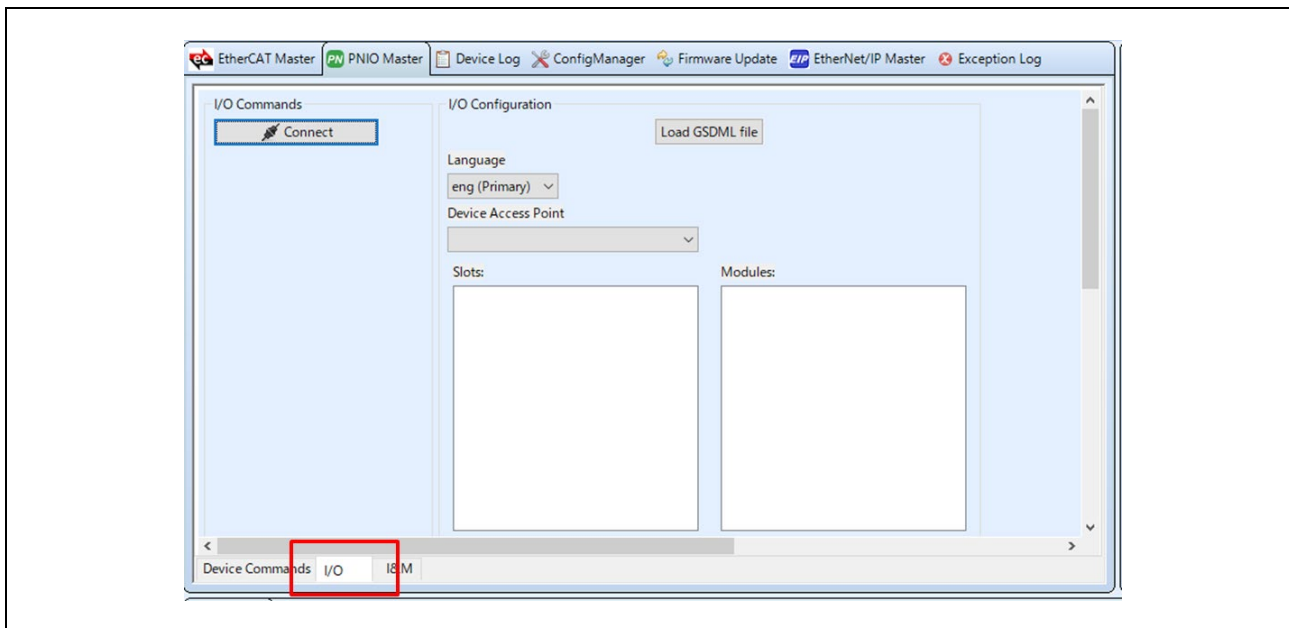 EtherCAT Master PN PNIO Master Device Log ConfigManager Firmware Update EIP EtherNet/IP Master Exception Log
I/O Commands I/O Configuration
Connect Load GSDML file
Language
eng (Primary)
Device Access Point
Slots: Modules:
Device Commands I/O I&M